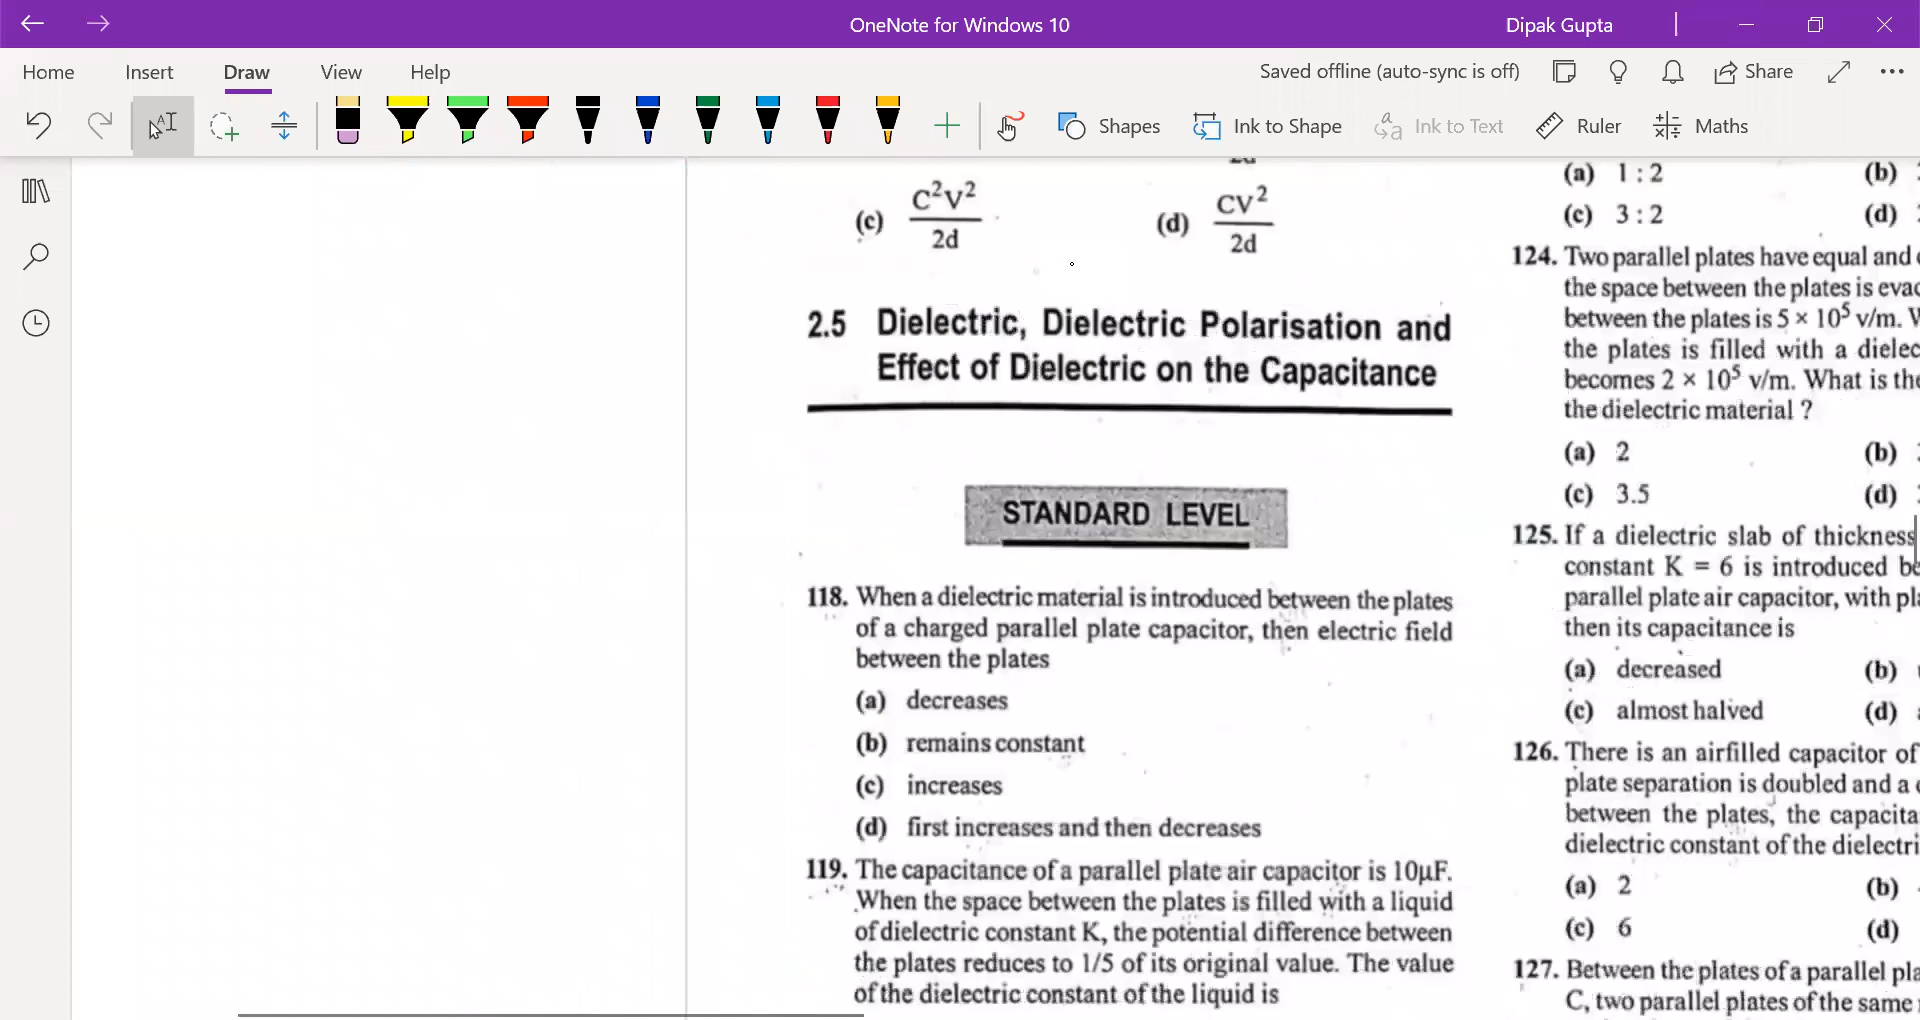 OneNote for Windows 10
Dipak Gupta
Home Insert Draw View Help
Saved offline (auto-sync is off)
Share
Shapes
Ink to Shape
Ink to Text
Ruler
Maths
(c) C²V² / 2d
(d) CV² / 2d
2.5 Dielectric, Dielectric Polarisation and
Effect of Dielectric on the Capacitance
STANDARD LEVEL
118. When a dielectric material is introduced between the plates
of a charged parallel plate capacitor, then electric field
between the plates
(a) decreases
(b) remains constant
(c) increases
(d) first increases and then decreases
119. The capacitance of a parallel plate air capacitor is 10μF.
When the space between the plates is filled with a liquid
of dielectric constant K, the potential difference between
the plates reduces to 1/5 of its original value. The value
of the dielectric constant of the liquid is
(a) 1 : 2 (b)
(c) 3 : 2 (d)
124. Two parallel plates have equal and
the space between the plates is
between the plates is 5 × 10⁵ v/m.
the plates is filled with a
becomes 2 × 10⁵ v/m. What is
the dielectric material ?
(a) 2 (b)
(c) 3.5 (d)
125. If a dielectric slab of thickness
constant K = 6 is introduced
parallel plate air capacitor, with
then its capacitance is
(a) decreased (b)
(c) almost halved (d)
126. There is an airfilled capacitor of
plate separation is doubled and a
between the plates, the
dielectric constant of the
(a) 2 (b)
(c) 6 (d)
127. Between the plates of a parallel
C, two parallel plates of the same